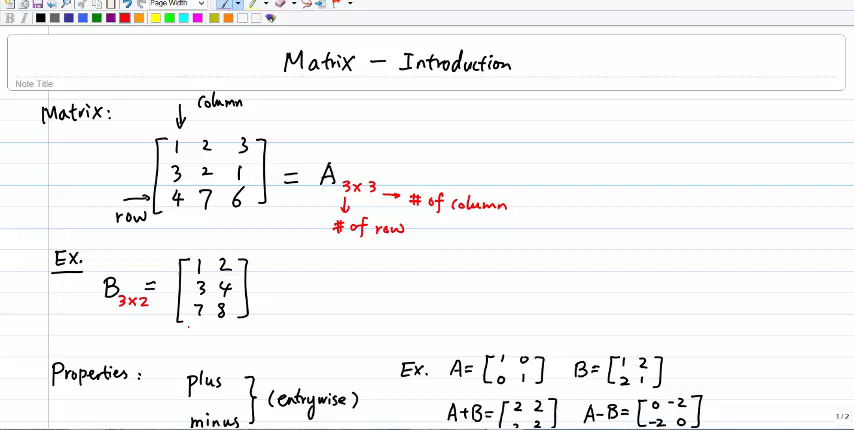 Page Width
B I
Matrix - Introduction
Note Title
Matrix:
column
[1 2 3
3 2 1
4 7 6] = A 3x3 → # of column
row
# of row
Ex.
B 3x2 = [1 2
3 4
7 8]
Properties:
plus
minus
(entrywise)
Ex. A = [1 0
0 1] B = [1 2
2 1]
A+B = [2 2 A-B = [0 -2
-2 0]
1/2